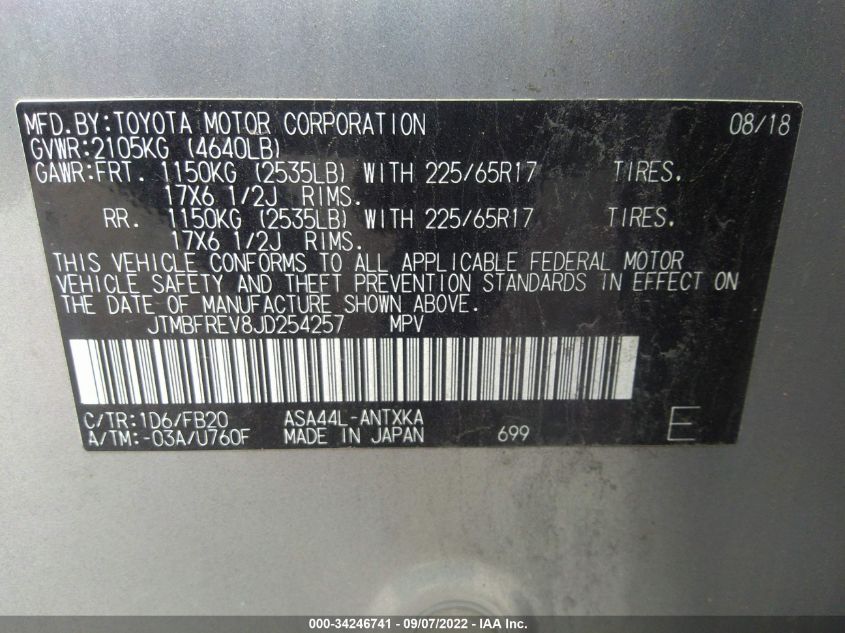 MFD.BY:TOYOTA MOTOR CORPORATION 08/18
GVWR:2105KG (4640LB)
GAWR:FRT. 1150KG (2535LB) WITH 225/65R17 TIRES.
17X6 1/2J RIMS.
RR. 1150KG (2535LB) WITH 225/65R17 TIRES.
17X6 1/2J RIMS.
THIS VEHICLE CONFORMS TO ALL APPLICABLE FEDERAL MOTOR
VEHICLE SAFETY AND THEFT PREVENTION STANDARDS IN EFFECT ON
THE DATE OF MANUFACTURE SHOWN ABOVE.
JTMBFREV8JD254257 MPV
C/TR:1D6/FB20 ASA44L-ANTXKA
A/TM:-03A/U760F MADE IN JAPAN 699 E
000-34246741 - 09/07/2022 - IAA Inc.